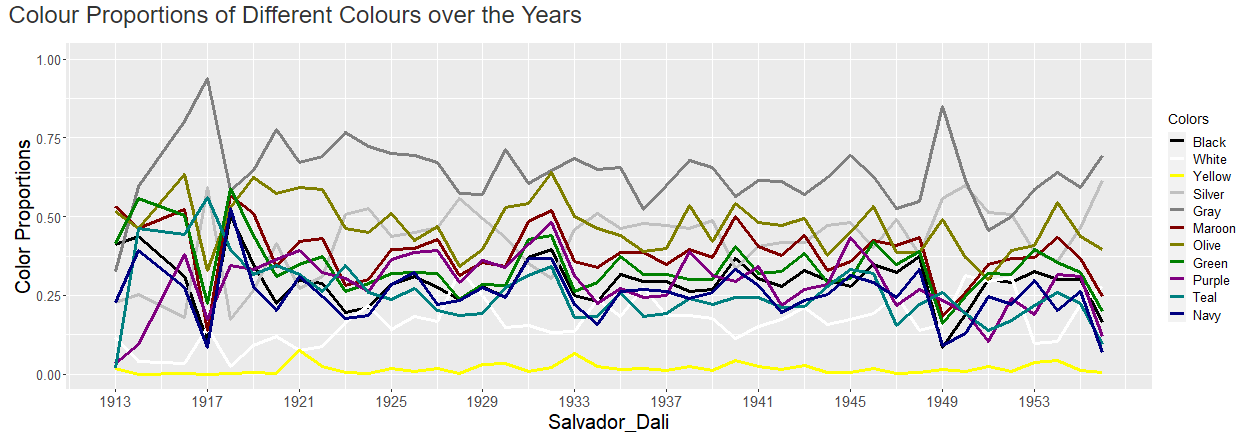 Colour Proportions of Different Colours over the Years
Color Proportions
1.00
0.75
0.50
0.25
0.00
1913 1917 1921 1925 1929 1933 1937 1941 1945 1949 1953
Salvador_Dali
Colors
Black
White
Yellow
Silver
Gray
Maroon
Olive
Green
Purple
Teal
Navy